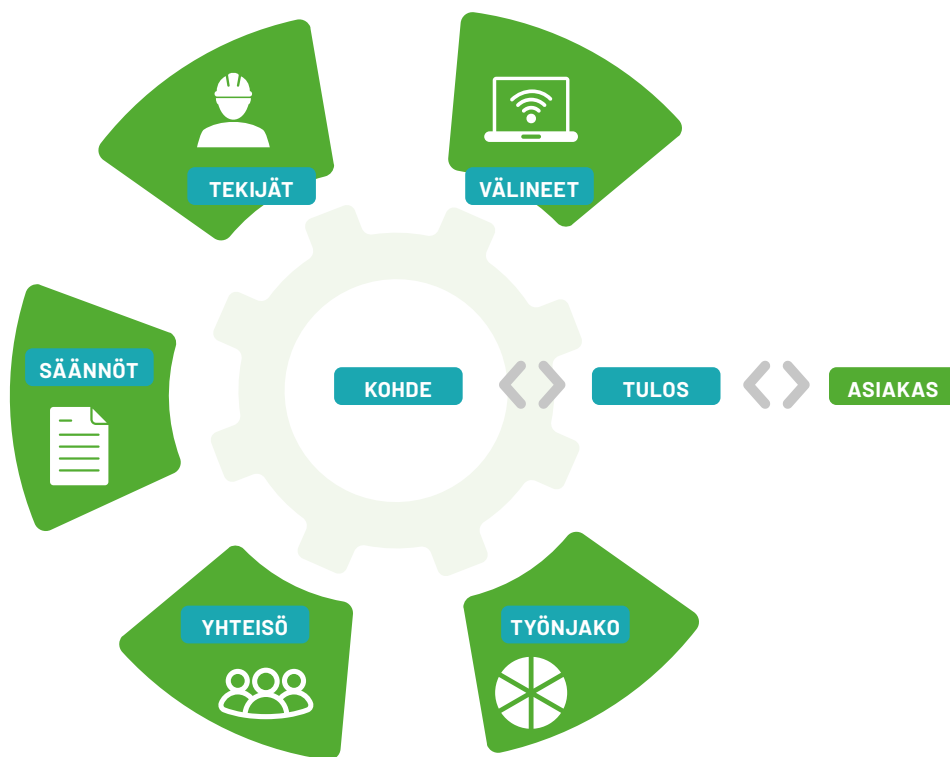 TEKIJÄT
VÄLINEET
SÄÄNNÖT
KOHDE
TULOS
ASIAKAS
YHTEISÖ
TYÖNJAKO